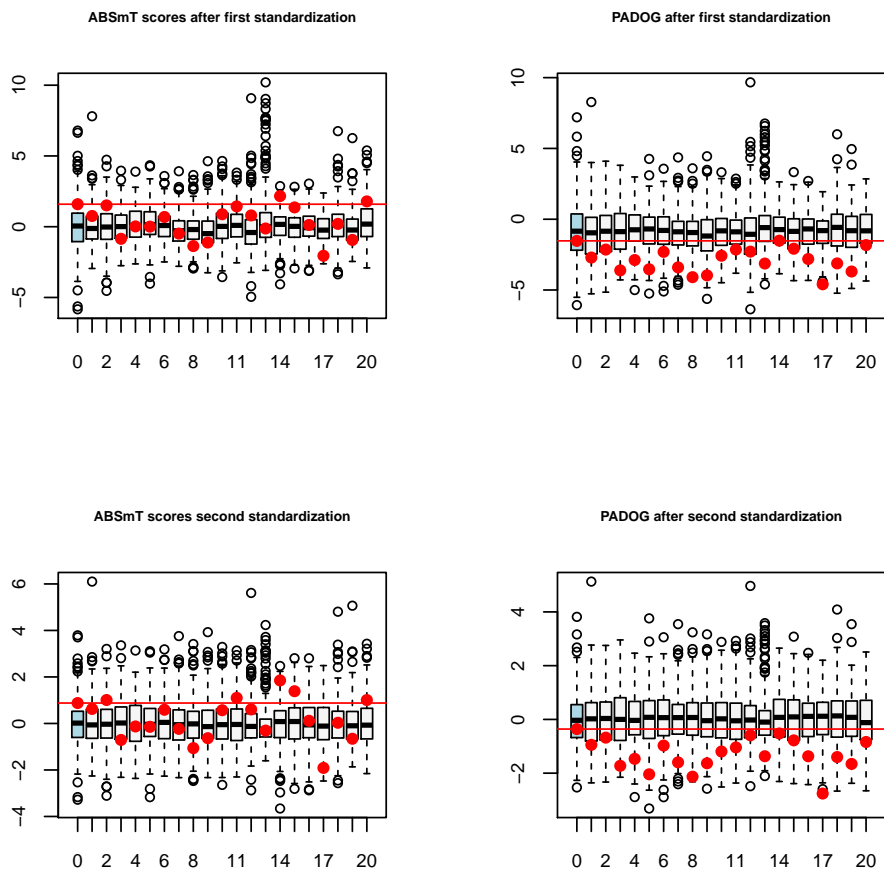 ABSmT scores after first standardization
PADOG after first standardization
10
5
0
−5
0 2 4 6 8 11 14 17 20
10
5
0
−5
0 2 4 6 8 11 14 17 20
ABSmT scores second standardization
PADOG after second standardization
6
4
2
0
−2
−4
0 2 4 6 8 11 14 17 20
4
2
0
−2
0 2 4 6 8 11 14 17 20